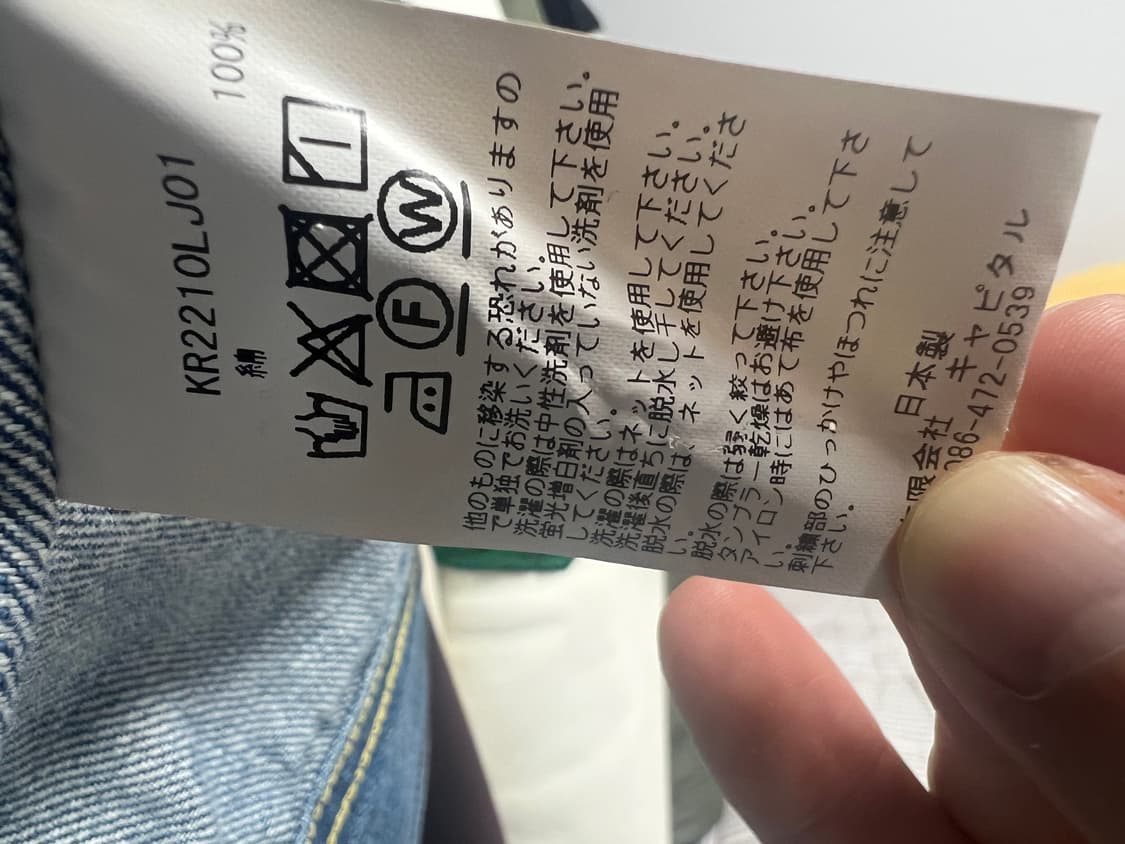 KR2210LJ01
綿 100%
W
F
他のものに移染する恐れがありますの
で単独でお洗いください。
洗濯の際は中性洗剤を使用して下さい。
蛍光増白剤の入っていない洗剤を使用
してください。
洗濯の際はネットを使用して下さい。
洗濯後直ちに脱水し干してください。
脱水の際は、ネットを使用してくださ
い。
脱水の際は弱く絞って下さい。
タンブラー乾燥はお避け下さい。
アイロン時にはあて布を使用して下さ
い。
刺繍部のひっかけやほつれに注意して
下さい。
日本製
限会社 キャピタル
086-472-0539